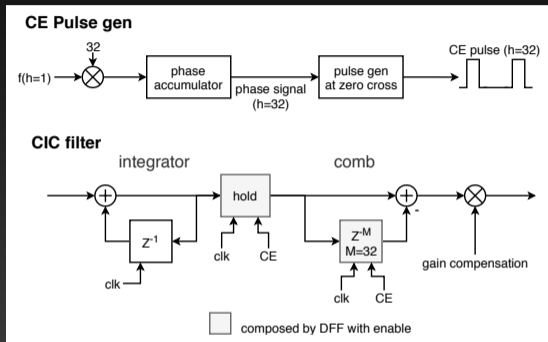 CE Pulse gen
32
f(h=1)
phase
accumulator
phase signal
(h=32)
pulse gen
at zero cross
CE pulse (h=32)
CIC filter
integrator
comb
+
hold
+
-
Z-1
clk
clk
CE
Z-M
M=32
clk
CE
gain compensation
composed by DFF with enable